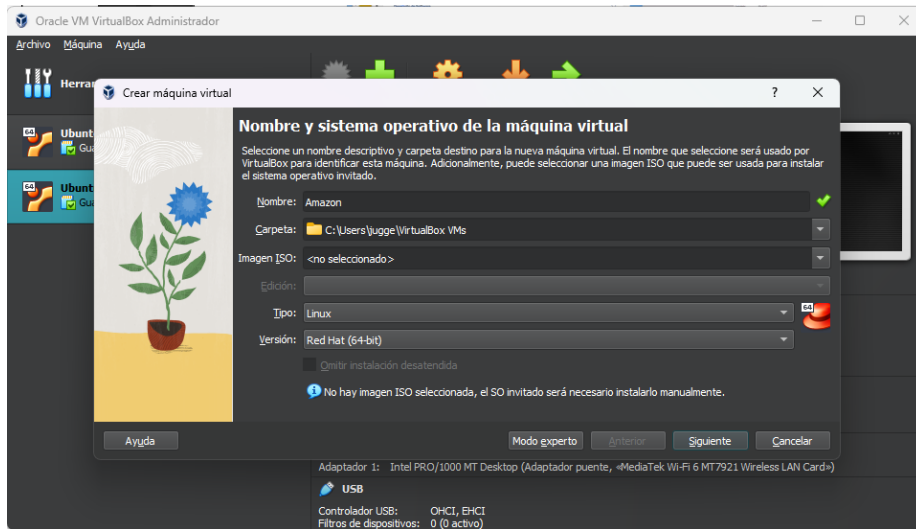 Oracle VM VirtualBox Administrador
Archivo Máquina Ayuda
Crear máquina virtual
Nombre y sistema operativo de la máquina virtual
Seleccione un nombre descriptivo y carpeta destino para la nueva máquina virtual. El nombre que seleccione será usado por
VirtualBox para identificar esta máquina. Adicionalmente, puede seleccionar una imagen ISO que puede ser usada para instalar
el sistema operativo invitado.
Nombre: Amazon
Carpeta: C:\Users\jugge\VirtualBox VMs
Imagen ISO: <no seleccionado>
Edición:
Tipo: Linux
64
Versión: Red Hat (64-bit)
Omitir instalación desatendida
No hay imagen ISO seleccionada, el SO invitado será necesario instalarlo manualmente.
Ayuda Modo experto Anterior Siguiente Cancelar
64
64
Adaptador 1: Intel PRO/1000 MT Desktop (Adaptador puente, «MediaTek Wi-Fi 6 MT7921 Wireless LAN Card»)
USB
Controlador USB: OHCI, EHCI
Filtros de dispositivos: 0 (0 activo)